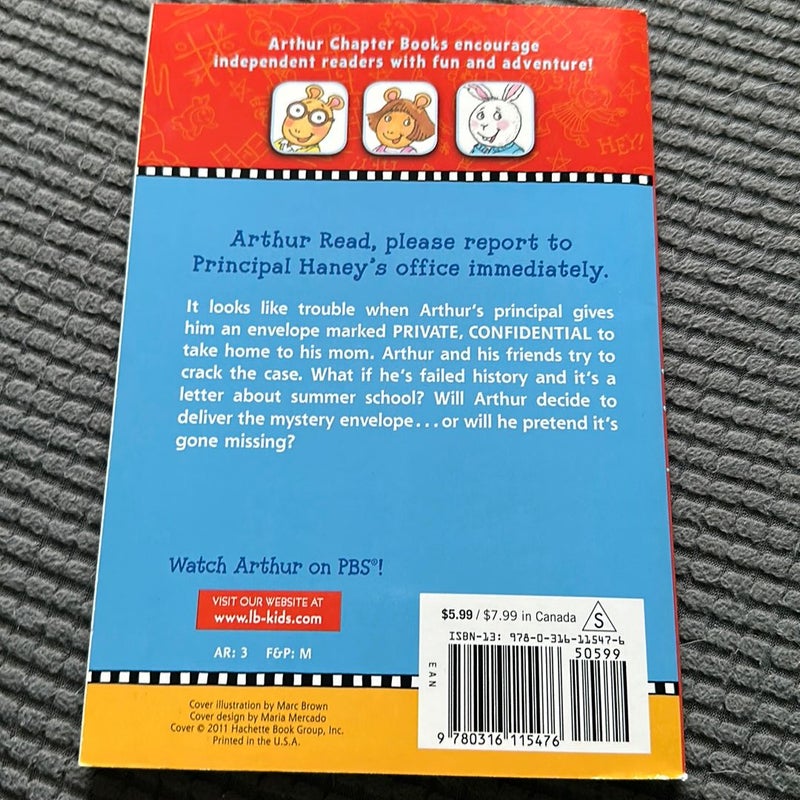 Arthur Chapter Books encourage
independent readers with fun and adventure!
HEY!
Arthur Read, please report to
Principal Haney's office immediately.
It looks like trouble when Arthur's principal gives
him an envelope marked PRIVATE, CONFIDENTIAL to
take home to his mom. Arthur and his friends try to
crack the case. What if he's failed history and it's a
letter about summer school? Will Arthur decide to
deliver the mystery envelope...or will he pretend it's
gone missing?
Watch Arthur on PBS®!
VISIT OUR WEBSITE AT
www.lb-kids.com
AR: 3 F&P: M
$5.99 / $7.99 in Canada S
ISBN-13: 978-0-316-11547-6
50599
EAN
9 780316 115476
Cover illustration by Marc Brown
Cover design by Maria Mercado
Cover © 2011 Hachette Book Group, Inc.
Printed in the U.S.A.